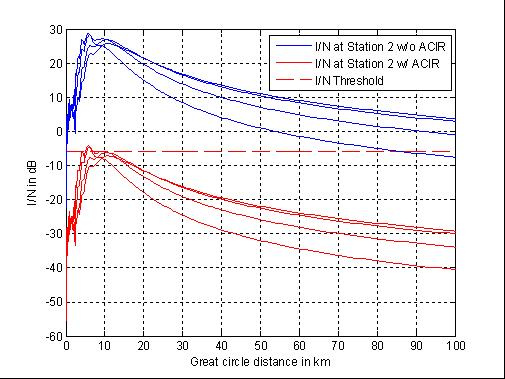 30
20
10
0
-10
-20
-30
-40
-50
-60
I/N in dB
I/N at Station 2 w/o ACIR
I/N at Station 2 w/ ACIR
I/N Threshold
0 10 20 30 40 50 60 70 80 90 100
Great circle distance in km